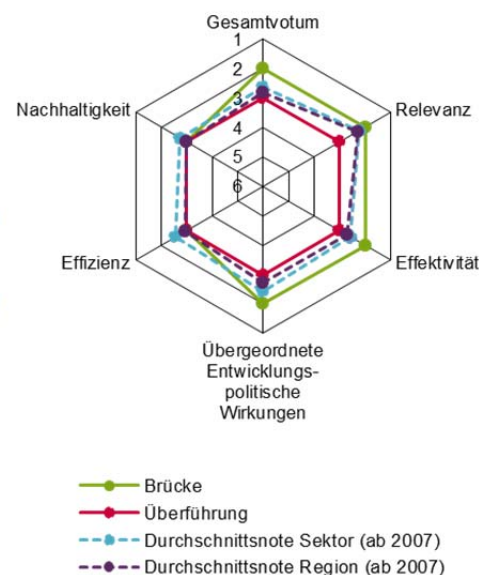 Gesamtvotum
1
2
3
4
5
6
Nachhaltigkeit
Relevanz
Effizienz
Effektivität
Übergeordnete
Entwicklungs-
politische
Wirkungen
Brücke
Überführung
Durchschnittsnote Sektor (ab 2007)
Durchschnittsnote Region (ab 2007)